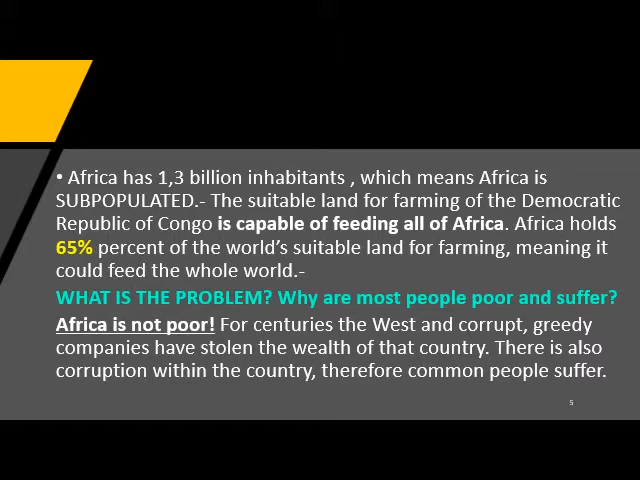 • Africa has 1,3 billion inhabitants , which means Africa is
SUBPOPULATED.- The suitable land for farming of the Democratic
Republic of Congo is capable of feeding all of Africa. Africa holds
65% percent of the world's suitable land for farming, meaning it
could feed the whole world.-
WHAT IS THE PROBLEM? Why are most people poor and suffer?
Africa is not poor! For centuries the West and corrupt, greedy
companies have stolen the wealth of that country. There is also
corruption within the country, therefore common people suffer.
5